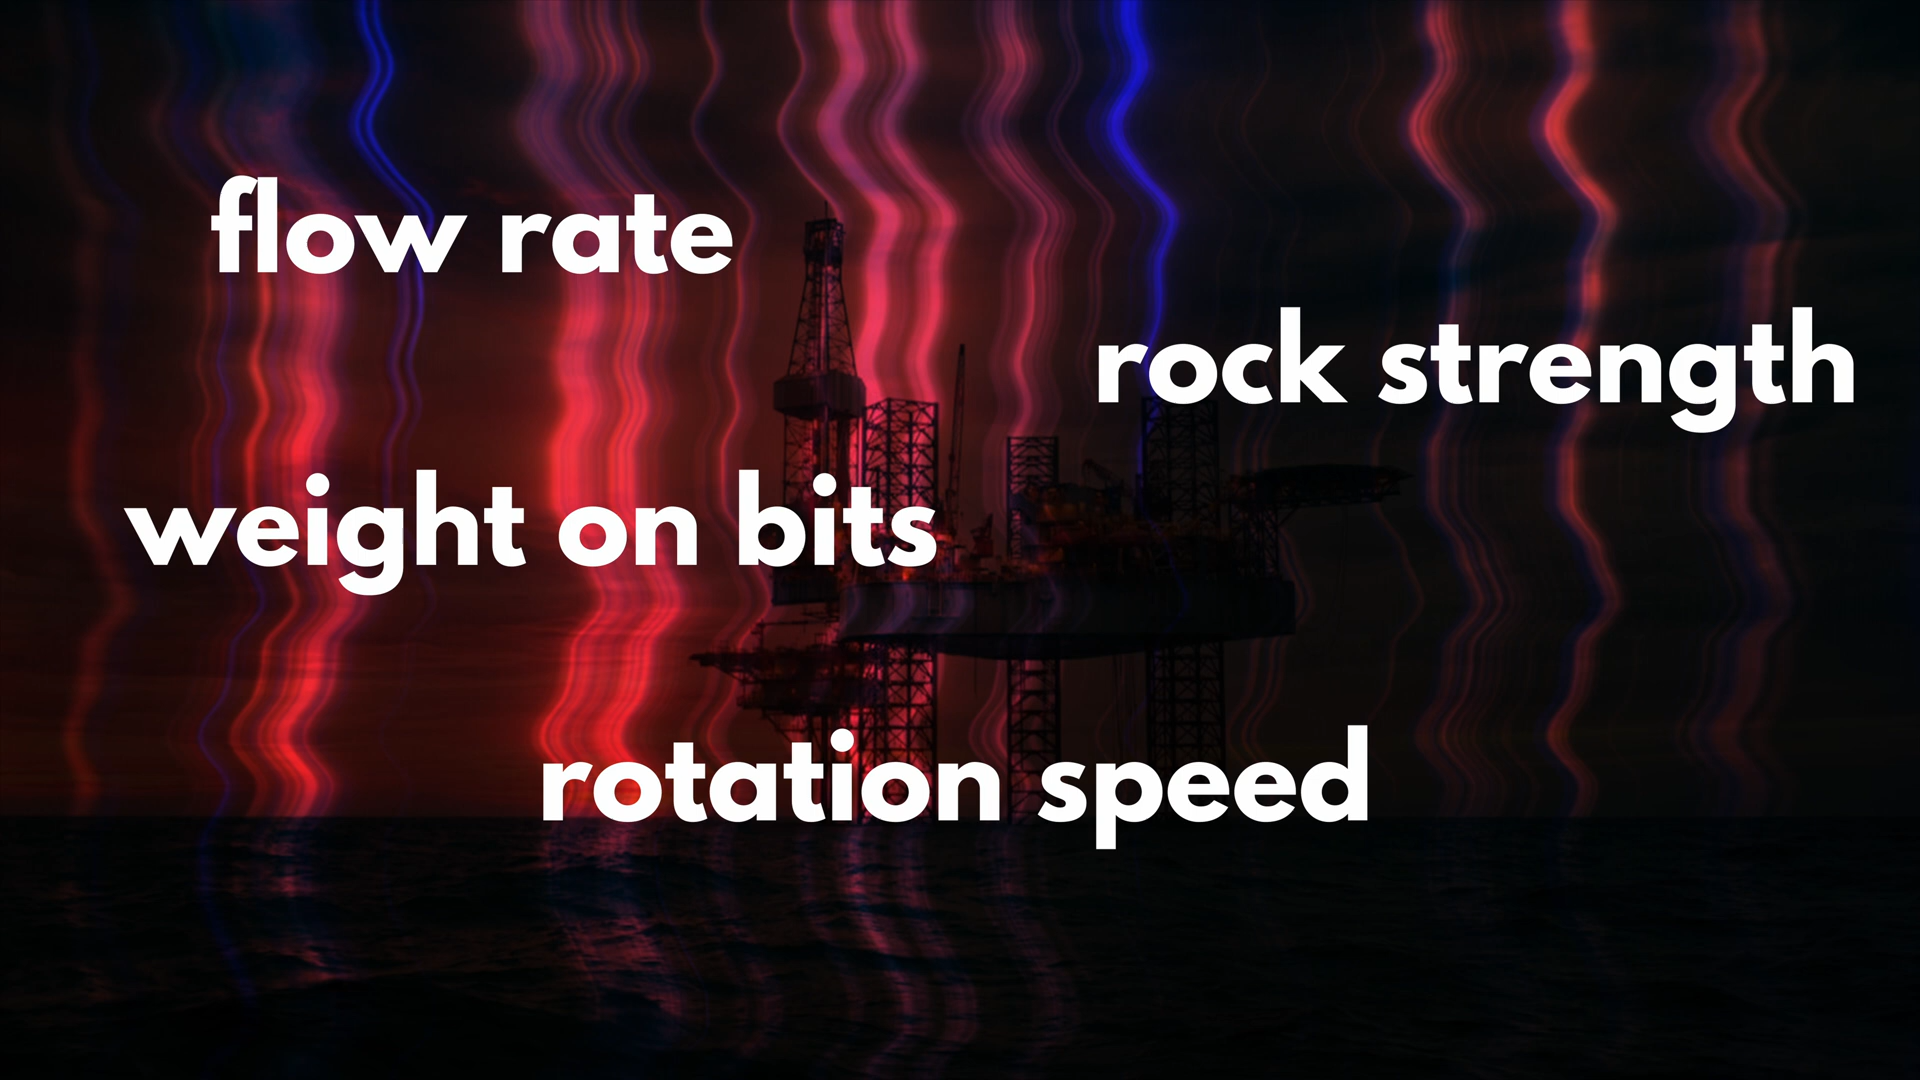 flow rate
rock strength
weight on bits
rotation speed